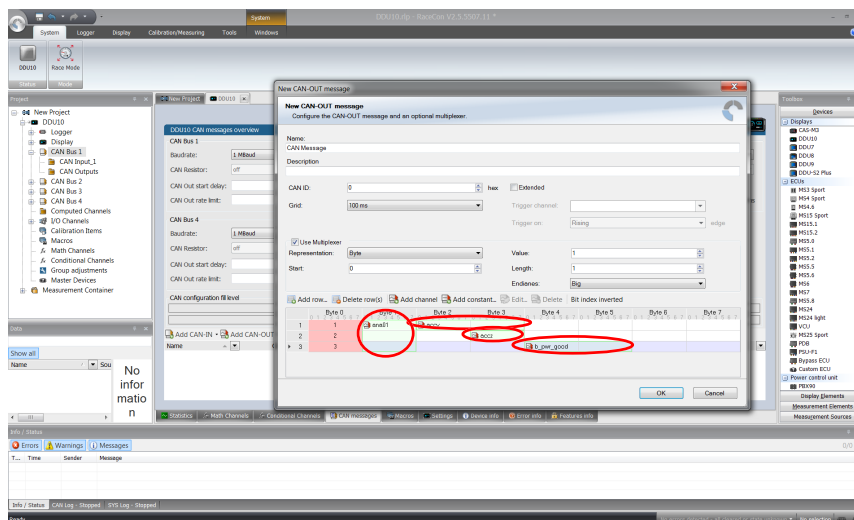 System
DDU10.rtp - RaceCon V2.5.5507.11 *
System Logger Display Calibration/Measuring Tools Windows
DDU10 Race Mode
Status Mode
Project
New Project
DDU10
Logger
Display
CAN Bus 1
CAN Input_1
CAN Outputs
CAN Bus 2
CAN Bus 3
CAN Bus 4
Computed Channels
I/O Channels
Calibration Items
Macros
Math Channels
Conditional Channels
Group adjustments
Master Devices
Measurement Container
New Project DDU10
DDU10 CAN messages overview
CAN Bus 1
Baudrate: 1 MBaud
CAN Resistor: off
CAN Out start delay:
CAN Out rate limit:
CAN Bus 4
Baudrate: 1 MBaud
CAN Resistor: off
CAN Out start delay:
CAN Out rate limit:
CAN configuration fill level
Add CAN-IN Add CAN-OUT
Name
New CAN-OUT message
New CAN-OUT message
Configure the CAN-OUT message and an optional multiplexer.
Name:
CAN Message
Description
CAN ID: 0 hex Extended
Grid: 100 ms Trigger channel:
Trigger on: Rising edge
Use Multiplexer
Representation: Byte Value: 1
Start: 0 Length: 1
Endianes: Big
Add row... Delete row(s) Add channel Add constant... Edit... Delete Bit index inverted
Byte 0 Byte 1 Byte 2 Byte 3 Byte 4 Byte 5 Byte 6 Byte 7
1 1 ana01 accy
2 2 accz
3 3 b_pwr_good
OK Cancel
Toolbox
Devices
Displays
CAS-M3
DDU10
DDU7
DDU8
DDU9
DDU-S2 Plus
ECUs
MS3 Sport
MS4 Sport
MS4.6
MS15 Sport
MS15.1
MS15.2
MS5.0
MS5.1
MS5.2
MS5.5
MS5.6
MS6
MS7
MS5.8
MS24
MS24 light
VCU
MS25 Sport
PDB
PSU-F1
Bypass ECU
Custom ECU
Power control unit
PBX90
Display Elements
Measurement Elements
Measurement Sources
Data
Show all
Name Sou
No
infor
matio
n
Statistics Math Channels Conditional Channels CAN messages Macros Settings Device info Error info Features info
Info / Status
Errors Warnings Messages 0/0
T... Time Sender Message
Info / Status CAN Log - Stopped SYS Log - Stopped
Ready
No selection